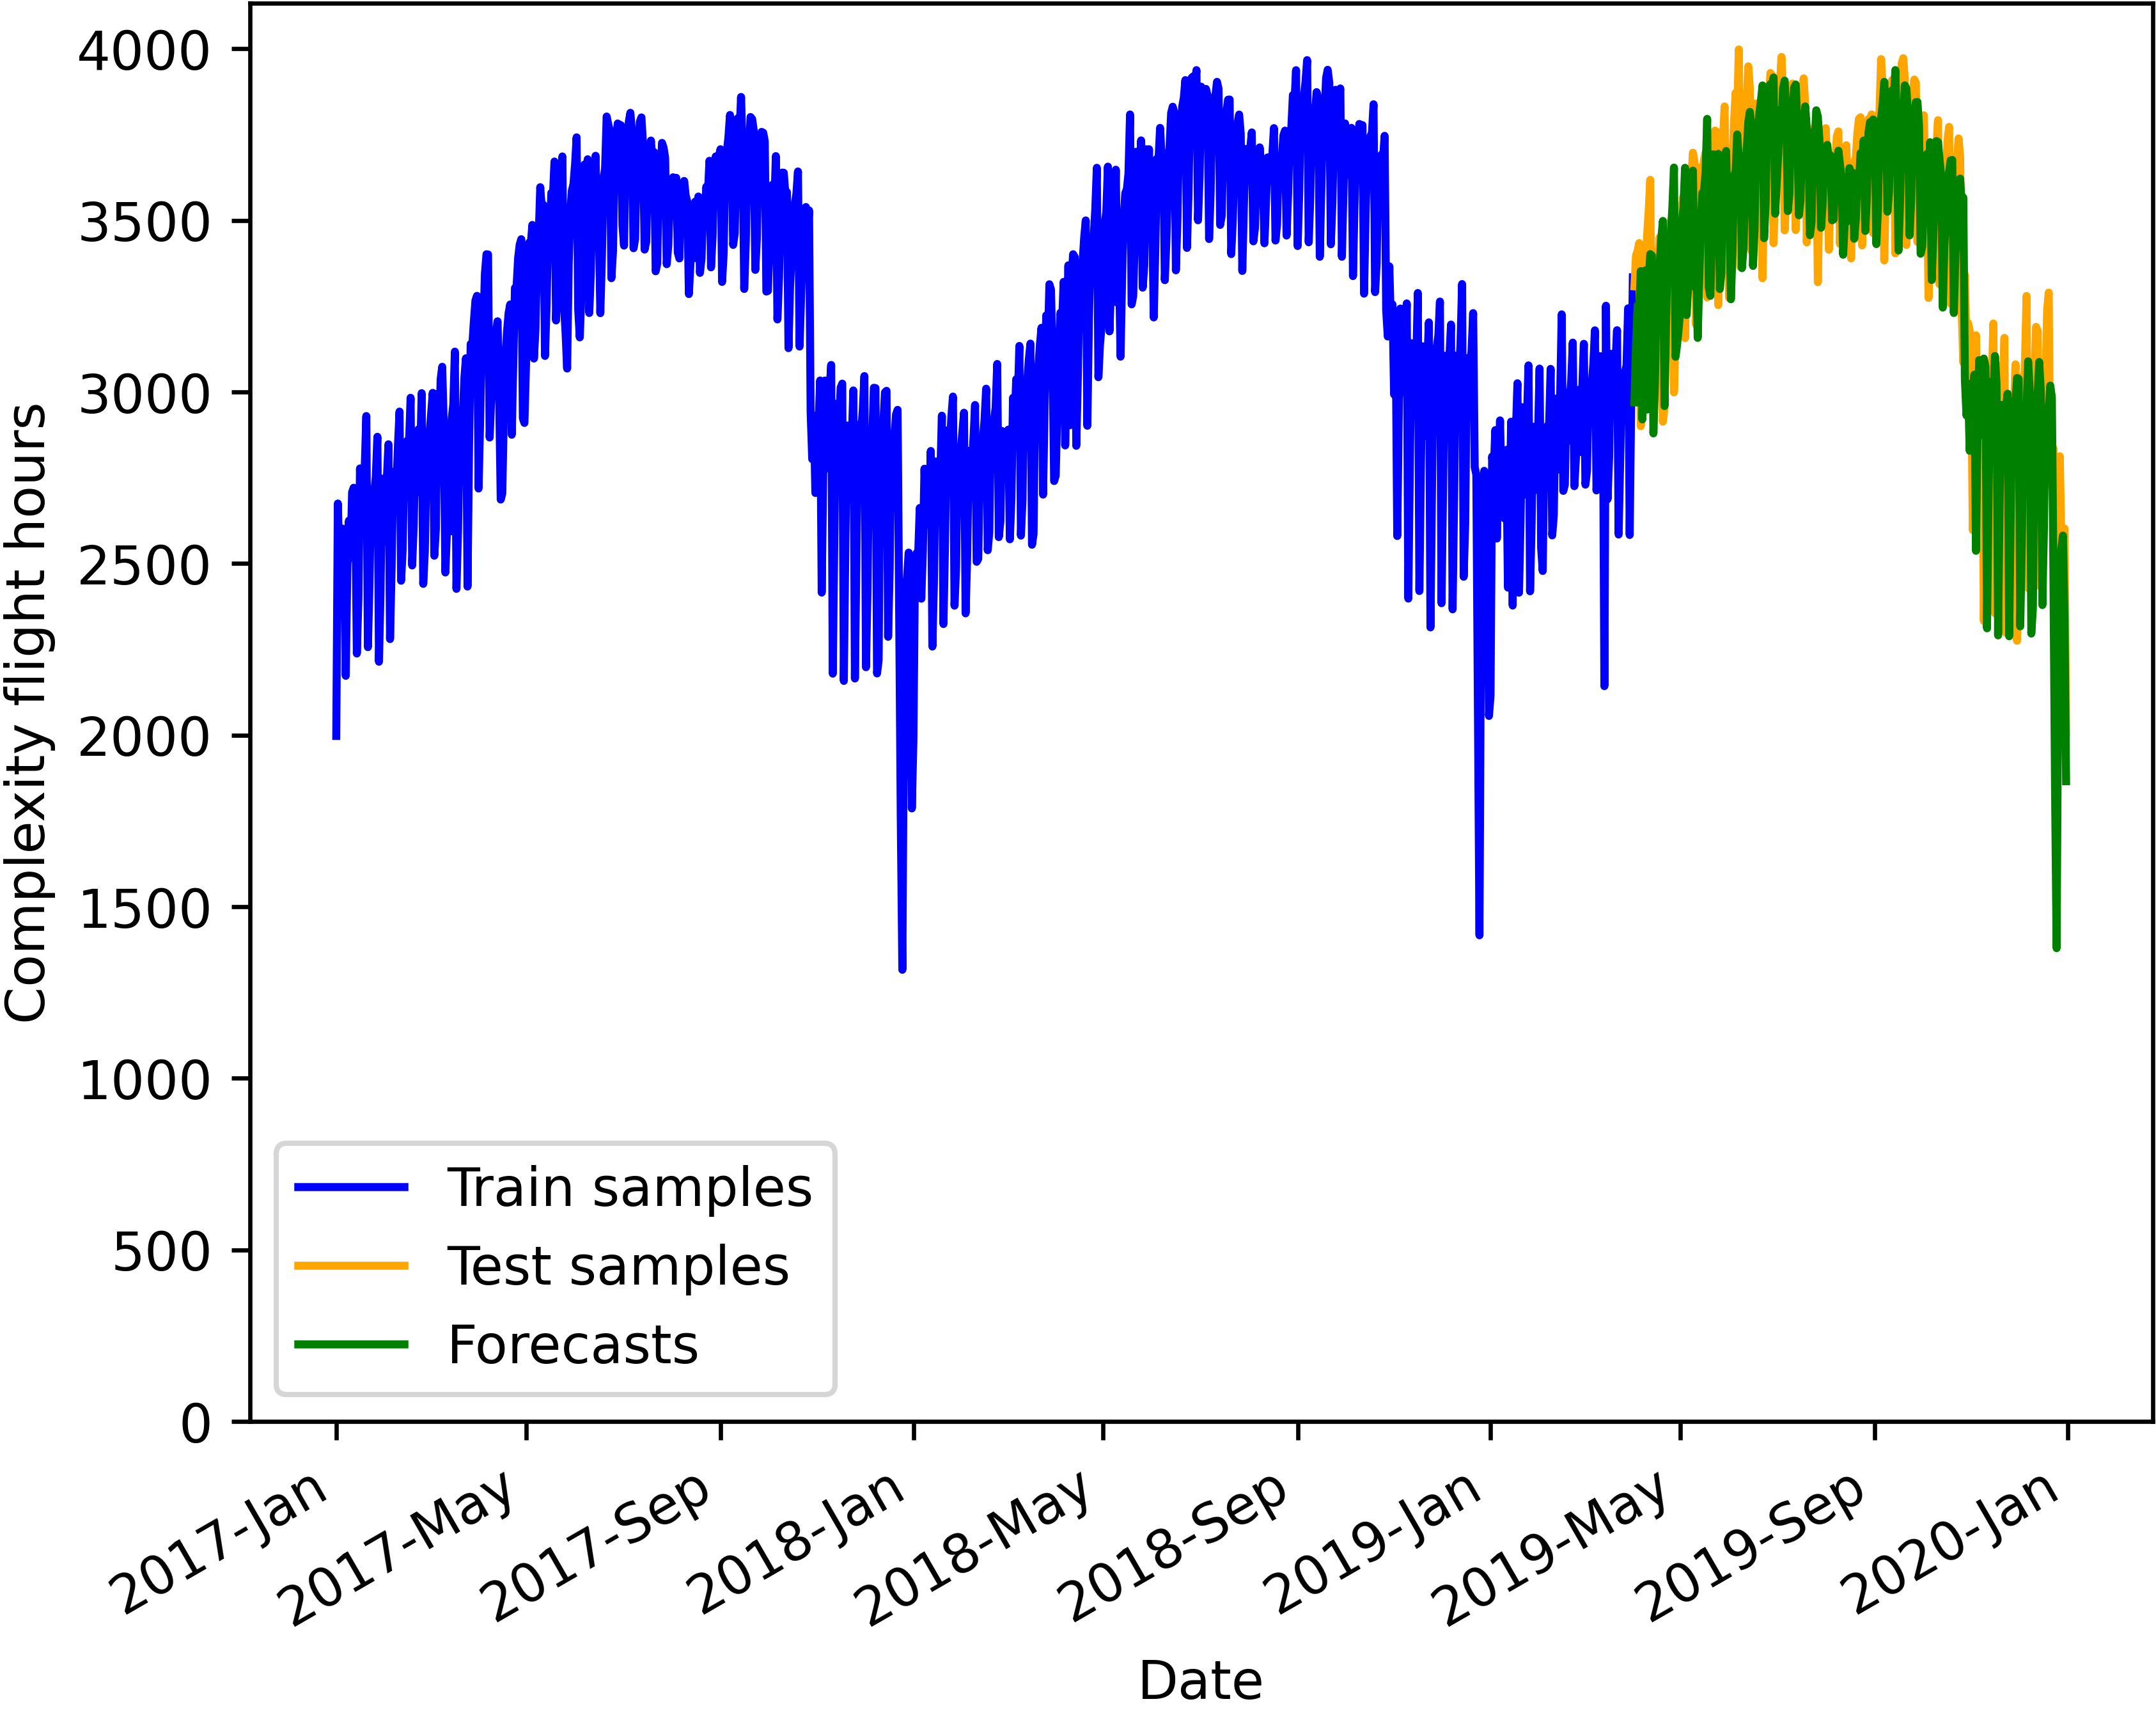 4000
3500
3000
2500
2000
1500
1000
500
0
Complexity flight hours
Train samples
Test samples
Forecasts
2017-Jan
2017-May
2017-Sep
2018-Jan
2018-May
2018-Sep
2019-Jan
2019-May
2019-Sep
2020-Jan
Date